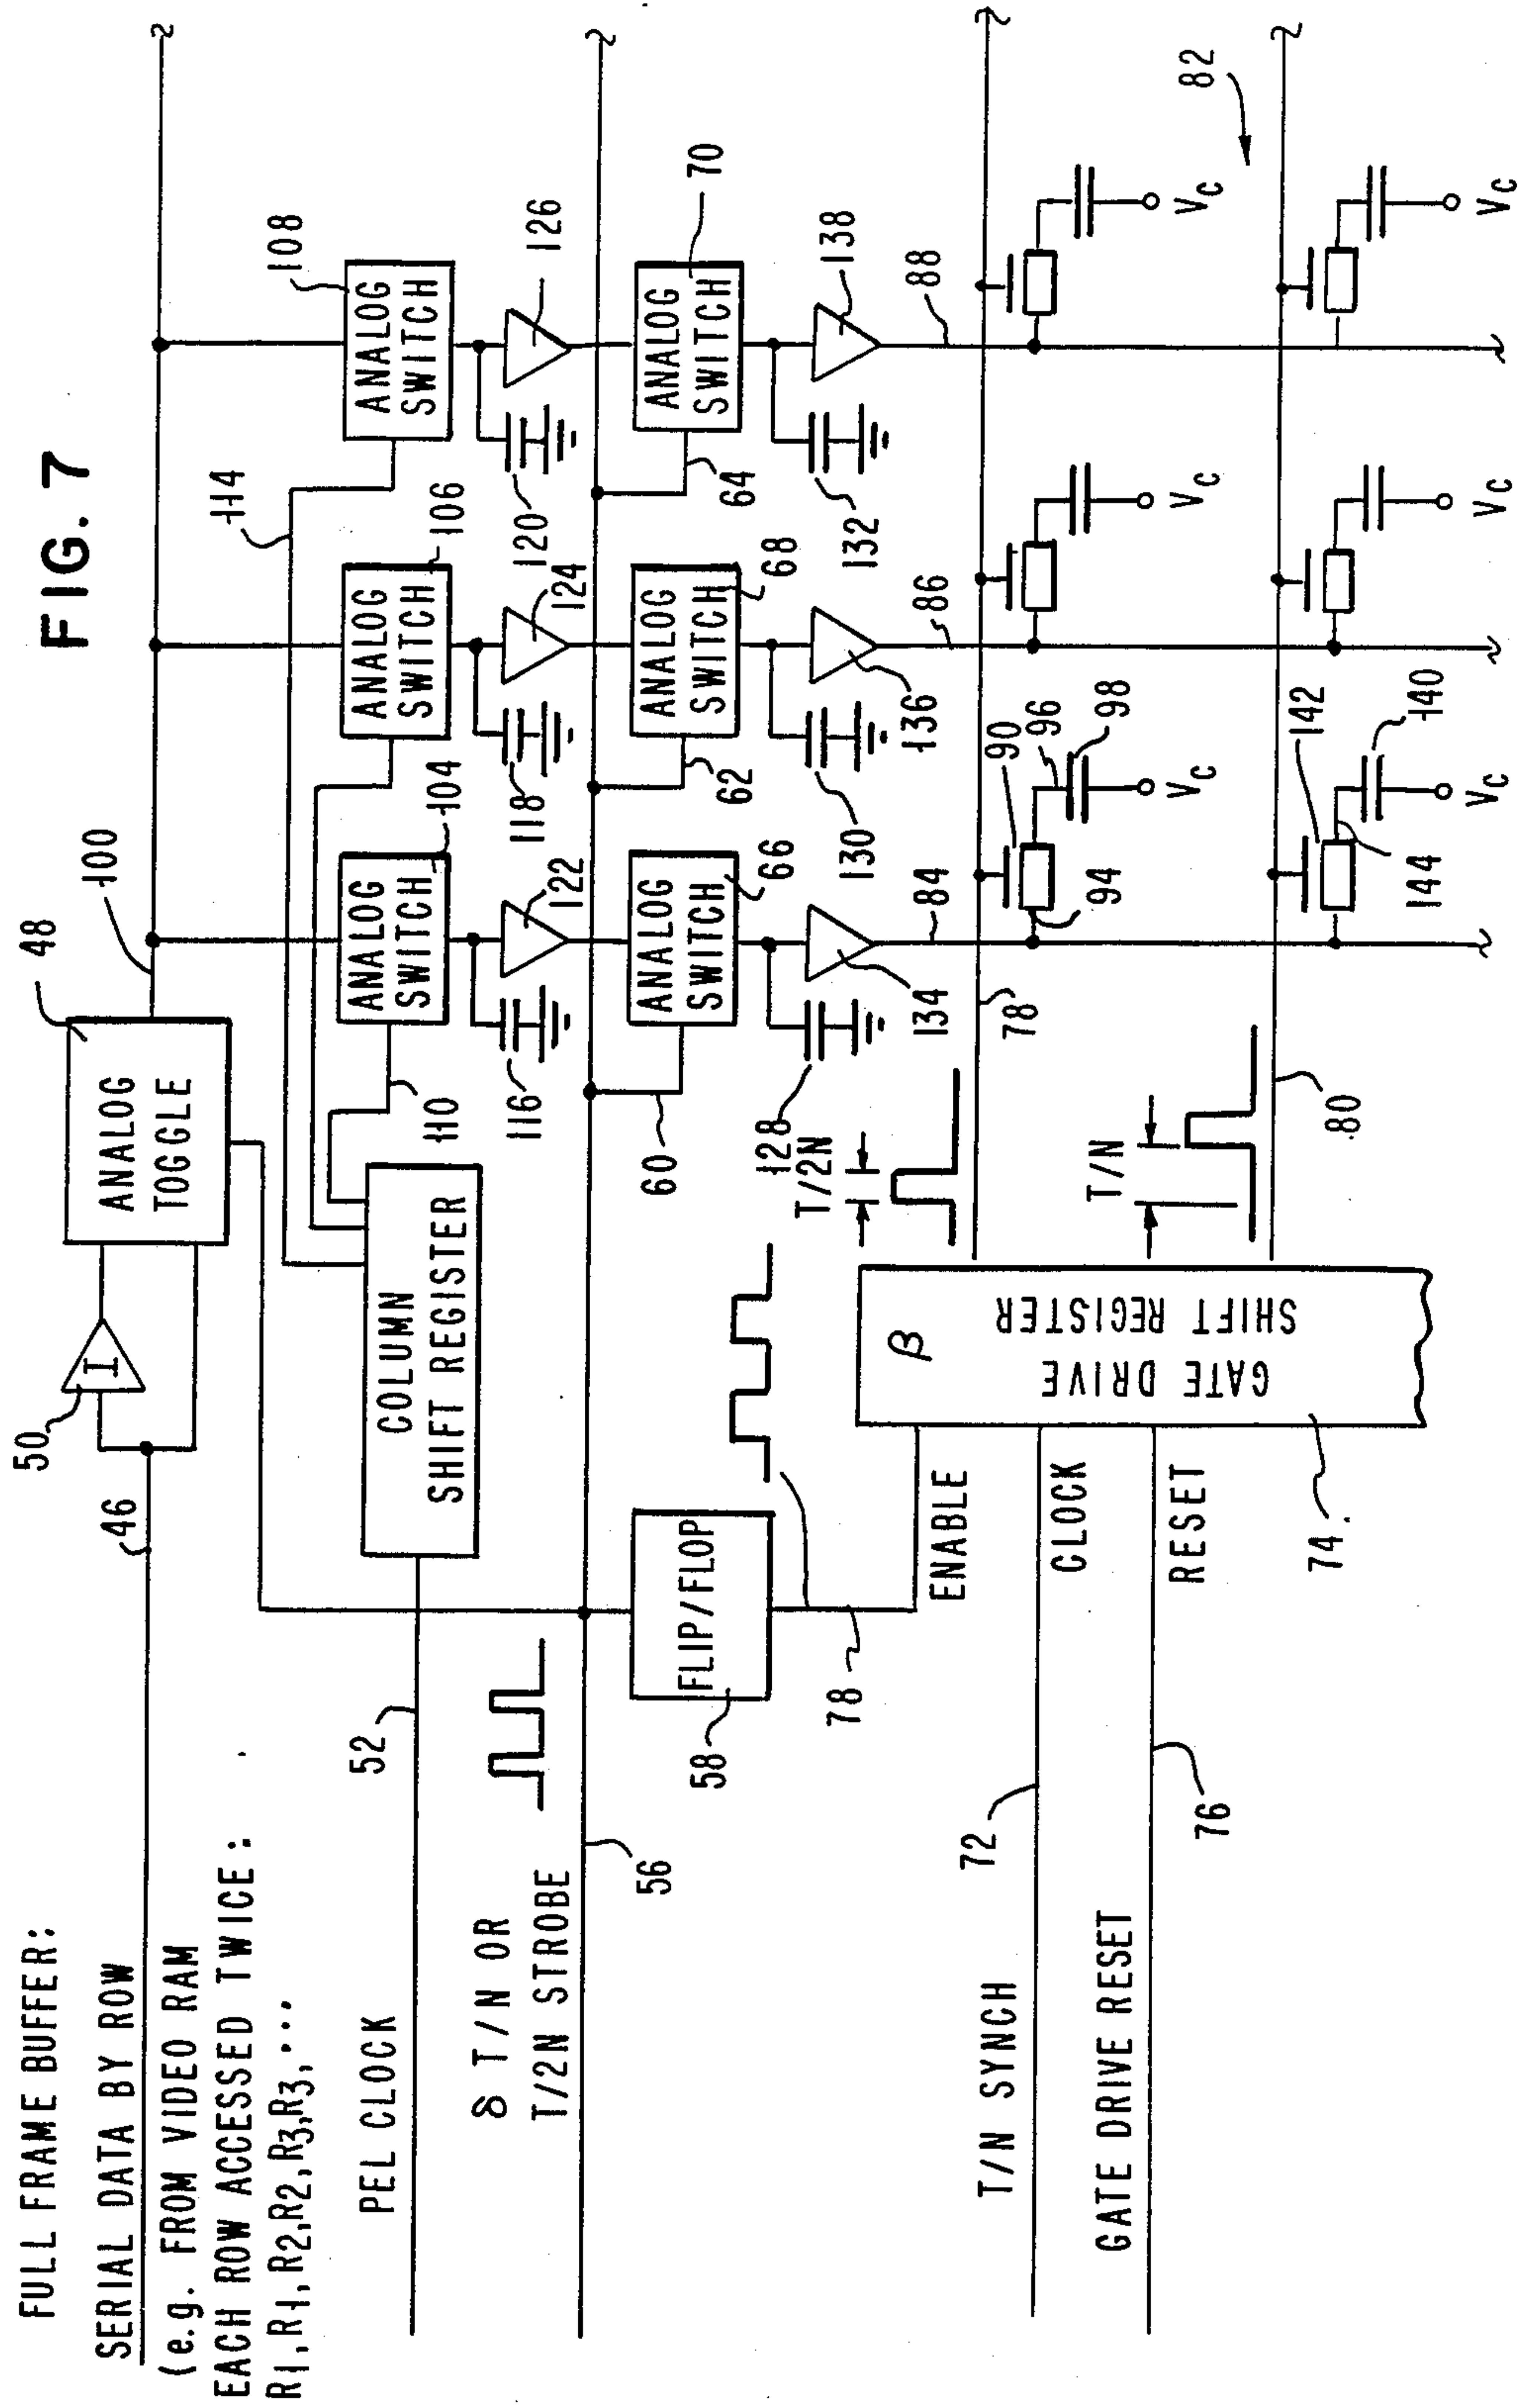 FIG. 7
FULL FRAME BUFFER:
SERIAL DATA BY ROW
(e.g. FROM VIDEO RAM
EACH ROW ACCESSED TWICE:
R1,R1,R2,R2,R3,R3,...
46
50
I
ANALOG
TOGGLE
48
100
PEL CLOCK
52
COLUMN
SHIFT REGISTER
110
114
ANALOG
SWITCH
104
ANALOG
SWITCH
106
ANALOG
SWITCH
108
116
122
118
124
120
126
δ T/N OR
T/2N STROBE
56
60
ANALOG
SWITCH
66
62
ANALOG
SWITCH
68
64
ANALOG
SWITCH
70
FLIP/FLOP
58
78
128
134
130
136
132
138
T/2N
84
86
88
ENABLE
T/N SYNCH
72
CLOCK
GATE DRIVE RESET
76
RESET
β
GATE DRIVE
SHIFT REGISTER
74
78
90
94
96
98
VC
VC
VC
82
T/N
80
142
144
140
VC
VC
VC